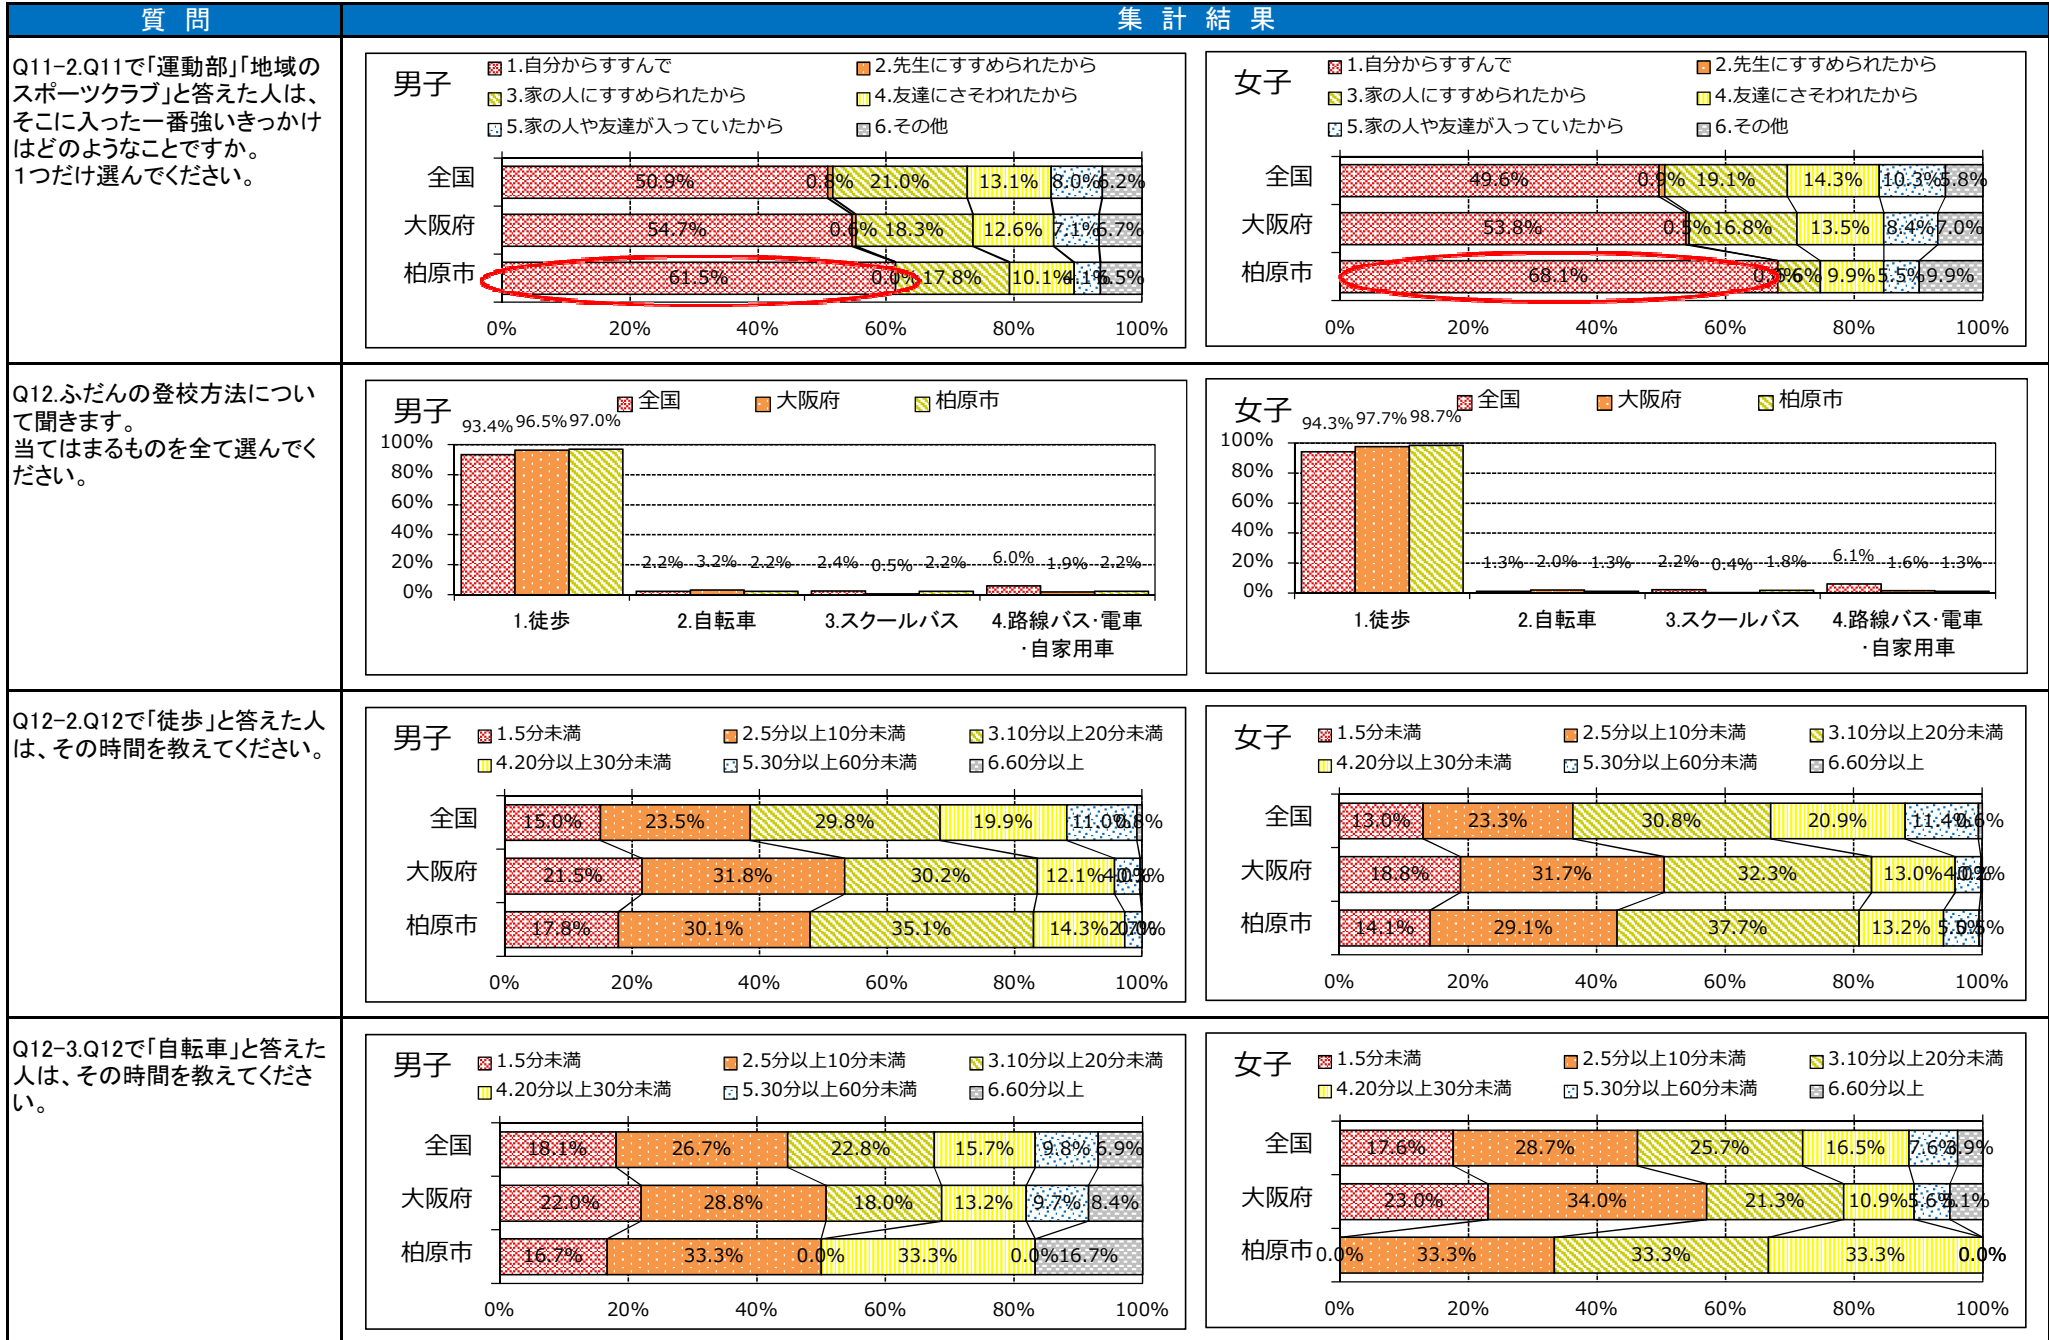 質 問
集 計 結 果
Q11-2.Q11で「運動部」「地域の
スポーツクラブ」と答えた人は、
そこに入った一番強いきっかけ
はどのようなことですか。
１つだけ選んでください。
男子
1.自分からすすんで
2.先生にすすめられたから
3.家の人にすすめられたから
4.友達にさそわれたから
5.家の人や友達が入っていたから
6.その他
全国 50.9% 0.8% 21.0% 13.1% 8.0% 6.2%
大阪府 54.7% 0.6% 18.3% 12.6% 7.1% 6.7%
柏原市 61.5% 0.0% 17.8% 10.1% 4.1% 6.5%
0% 20% 40% 60% 80% 100%
女子
1.自分からすすんで
2.先生にすすめられたから
3.家の人にすすめられたから
4.友達にさそわれたから
5.家の人や友達が入っていたから
6.その他
全国 49.6% 0.9% 19.1% 14.3% 10.3% 5.8%
大阪府 53.8% 0.5% 16.8% 13.5% 8.4% 7.0%
柏原市 68.1% 9.9% 5.5% 9.9%
0% 20% 40% 60% 80% 100%
Q12.ふだんの登校方法につい
て聞きます。
当てはまるものを全て選んでく
ださい。
男子
全国 大阪府 柏原市
93.4% 96.5% 97.0%
100%
80%
60%
40%
20%
0%
2.2% 3.2% 2.2% 2.4% 0.5% 2.2% 6.0% 1.9% 2.2%
1.徒歩 2.自転車 3.スクールバス 4.路線バス・電車
・自家用車
女子
全国 大阪府 柏原市
94.3% 97.7% 98.7%
100%
80%
60%
40%
20%
0%
1.3% 2.0% 1.3% 2.2% 0.4% 1.8% 6.1% 1.6% 1.3%
1.徒歩 2.自転車 3.スクールバス 4.路線バス・電車
・自家用車
Q12-2.Q12で「徒歩」と答えた人
は、その時間を教えてください。
男子
1.5分未満 2.5分以上10分未満 3.10分以上20分未満
4.20分以上30分未満 5.30分以上60分未満 6.60分以上
全国 15.0% 23.5% 29.8% 19.9% 11.0% 0.8%
大阪府 21.5% 31.8% 30.2% 12.1% 4.0%
柏原市 17.8% 30.1% 35.1% 14.3% 2.7% 0.0%
0% 20% 40% 60% 80% 100%
女子
1.5分未満 2.5分以上10分未満 3.10分以上20分未満
4.20分以上30分未満 5.30分以上60分未満 6.60分以上
全国 13.0% 23.3% 30.8% 20.9% 11.4% 0.6%
大阪府 18.8% 31.7% 32.3% 13.0% 4.0% 0.2%
柏原市 14.1% 29.1% 37.7% 13.2% 5.5% 0.5%
0% 20% 40% 60% 80% 100%
Q12-3.Q12で「自転車」と答えた
人は、その時間を教えてくださ
い。
男子
1.5分未満 2.5分以上10分未満 3.10分以上20分未満
4.20分以上30分未満 5.30分以上60分未満 6.60分以上
全国 18.1% 26.7% 22.8% 15.7% 9.8% 6.9%
大阪府 22.0% 28.8% 18.0% 13.2% 9.7% 8.4%
柏原市 16.7% 33.3% 0.0% 33.3% 0.0% 16.7%
0% 20% 40% 60% 80% 100%
女子
1.5分未満 2.5分以上10分未満 3.10分以上20分未満
4.20分以上30分未満 5.30分以上60分未満 6.60分以上
全国 17.6% 28.7% 25.7% 16.5% 7.6% 3.9%
大阪府 23.0% 34.0% 21.3% 10.9% 5.6% 5.1%
柏原市 0.0% 33.3% 33.3% 33.3% 0.0%
0% 20% 40% 60% 80% 100%